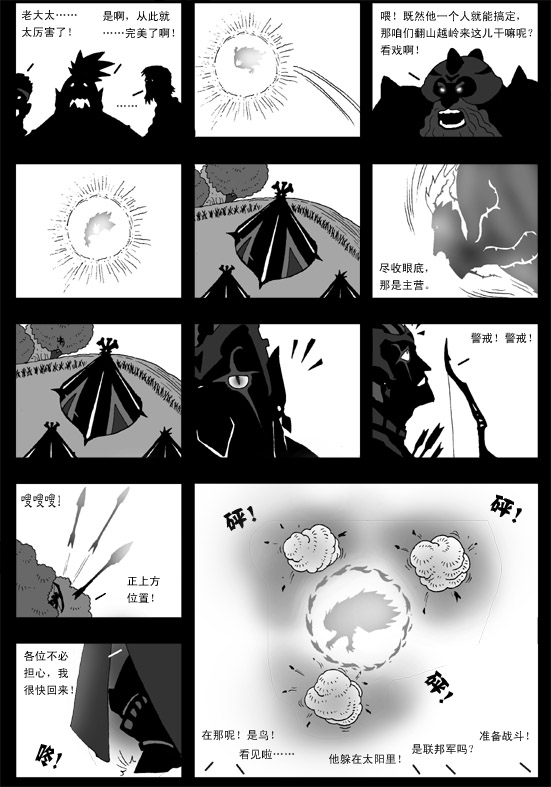 老大太……
太厉害了！
是啊，从此就
……完美了啊！
……
喂！既然他一个人就能搞定，
那咱们翻山越岭来这儿干嘛呢？
看戏啊！
尽收眼底，
那是主营。
警戒！警戒！
嗖嗖嗖！
正上方
位置！
砰！
砰！
砰！
在那呢！是鸟！
看见啦……
他躲在太阳里！
是联邦军吗？
准备战斗！
各位不必
担心，我
很快回来！